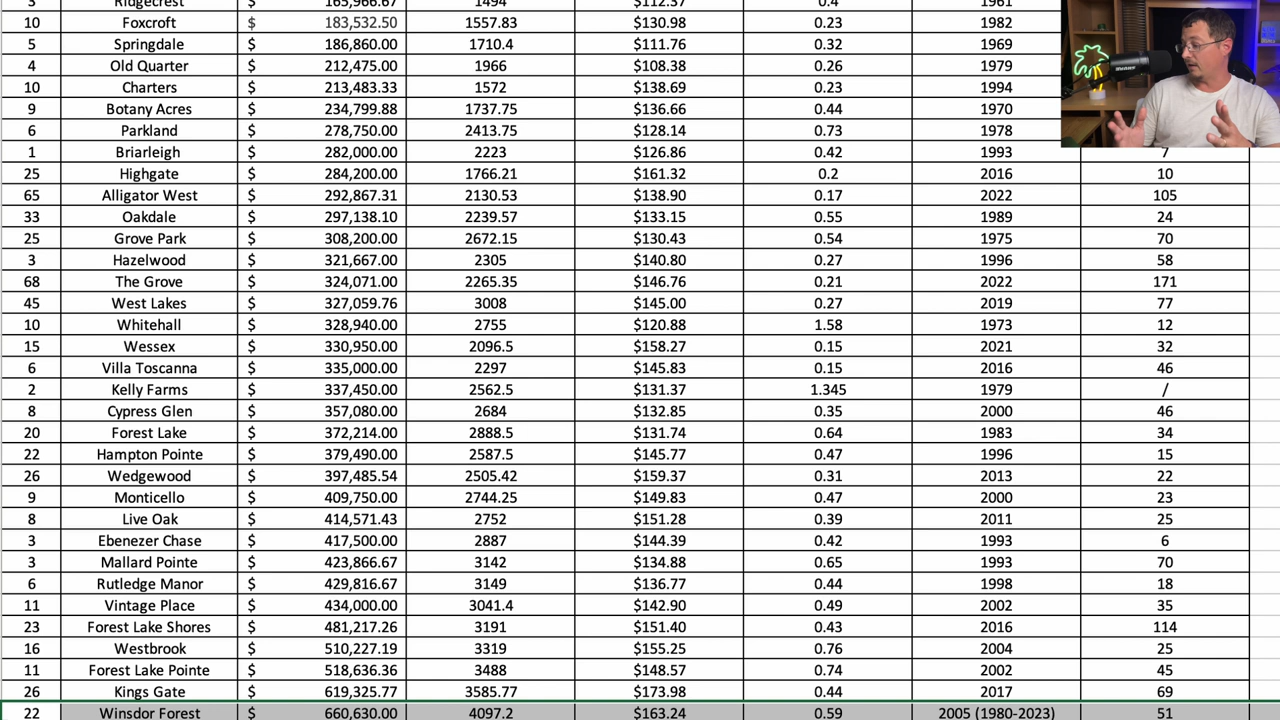 3 Ridgecrest $ 165,966.67 1494 $112.37 0.4 1961
10 Foxcroft $ 183,532.50 1557.83 $130.98 0.23 1982
5 Springdale $ 186,860.00 1710.4 $111.76 0.32 1969
4 Old Quarter $ 212,475.00 1966 $108.38 0.26 1979
10 Charters $ 213,483.33 1572 $138.69 0.23 1994
9 Botany Acres $ 234,799.88 1737.75 $136.66 0.44 1970
6 Parkland $ 278,750.00 2413.75 $128.14 0.73 1978
1 Briarleigh $ 282,000.00 2223 $126.86 0.42 1993 7
25 Highgate $ 284,200.00 1766.21 $161.32 0.2 2016 10
65 Alligator West $ 292,867.31 2130.53 $138.90 0.17 2022 105
33 Oakdale $ 297,138.10 2239.57 $133.15 0.55 1989 24
25 Grove Park $ 308,200.00 2672.15 $130.43 0.54 1975 70
3 Hazelwood $ 321,667.00 2305 $140.80 0.27 1996 58
68 The Grove $ 324,071.00 2265.35 $146.76 0.21 2022 171
45 West Lakes $ 327,059.76 3008 $145.00 0.27 2019 77
10 Whitehall $ 328,940.00 2755 $120.88 1.58 1973 12
15 Wessex $ 330,950.00 2096.5 $158.27 0.15 2021 32
6 Villa Toscanna $ 335,000.00 2297 $145.83 0.15 2016 46
2 Kelly Farms $ 337,450.00 2562.5 $131.37 1.345 1979 /
8 Cypress Glen $ 357,080.00 2684 $132.85 0.35 2000 46
20 Forest Lake $ 372,214.00 2888.5 $131.74 0.64 1983 34
22 Hampton Pointe $ 379,490.00 2587.5 $145.77 0.47 1996 15
26 Wedgewood $ 397,485.54 2505.42 $159.37 0.31 2013 22
9 Monticello $ 409,750.00 2744.25 $149.83 0.47 2000 23
8 Live Oak $ 414,571.43 2752 $151.28 0.39 2011 25
3 Ebenezer Chase $ 417,500.00 2887 $144.39 0.42 1993 6
3 Mallard Pointe $ 423,866.67 3142 $134.88 0.65 1993 70
6 Rutledge Manor $ 429,816.67 3149 $136.77 0.44 1998 18
11 Vintage Place $ 434,000.00 3041.4 $142.90 0.49 2002 35
23 Forest Lake Shores $ 481,217.26 3191 $151.40 0.43 2016 114
16 Westbrook $ 510,227.19 3319 $155.25 0.76 2004 25
11 Forest Lake Pointe $ 518,636.36 3488 $148.57 0.74 2002 45
26 Kings Gate $ 619,325.77 3585.77 $173.98 0.44 2017 69
22 Winsdor Forest $ 660,630.00 4097.2 $163.24 0.59 2005 (1980-2023) 51